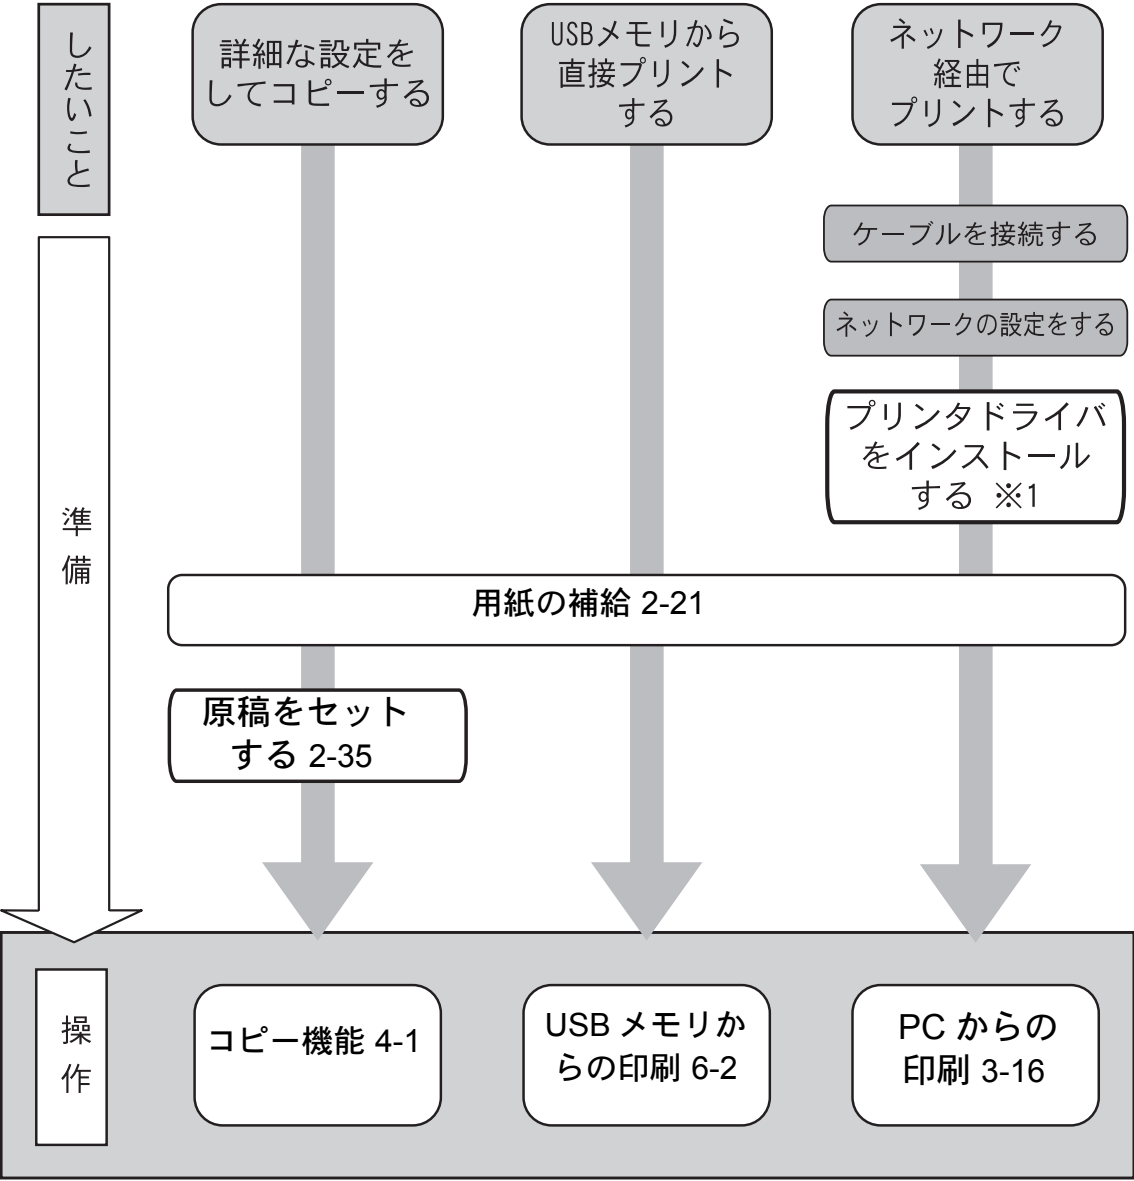 したいこと
詳細な設定を
してコピーする
USBメモリから
直接プリント
する
ネットワーク
経由で
プリントする
ケーブルを接続する
ネットワークの設定をする
プリンタドライバ
をインストール
する ※1
準備
用紙の補給 2-21
原稿をセット
する 2-35
操作
コピー機能 4-1
USB メモリか
らの印刷 6-2
PC からの
印刷 3-16